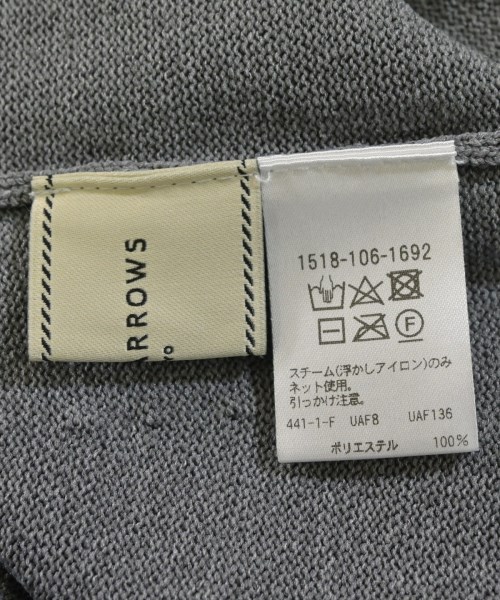 ARROWS
1518-106-1692
F
スチーム(浮かしアイロン)のみ
ネット使用。
引っかけ注意。
441-1-F UAF8 UAF136
ポリエステル 100%